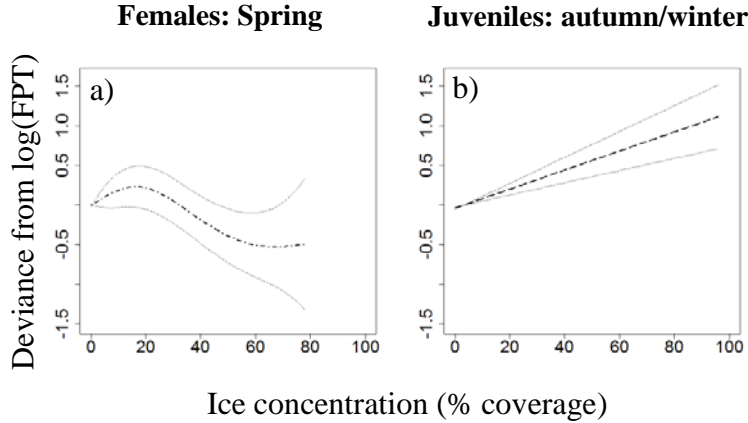 Females: Spring
Juveniles: autumn/winter
Deviance from log(FPT)
a)
1.5
1.0
0.5
-0.5
-1.5
0 20 40 60 80 100
b)
1.5
1.0
0.5
-0.5
-1.5
0 20 40 60 80 100
Ice concentration (% coverage)